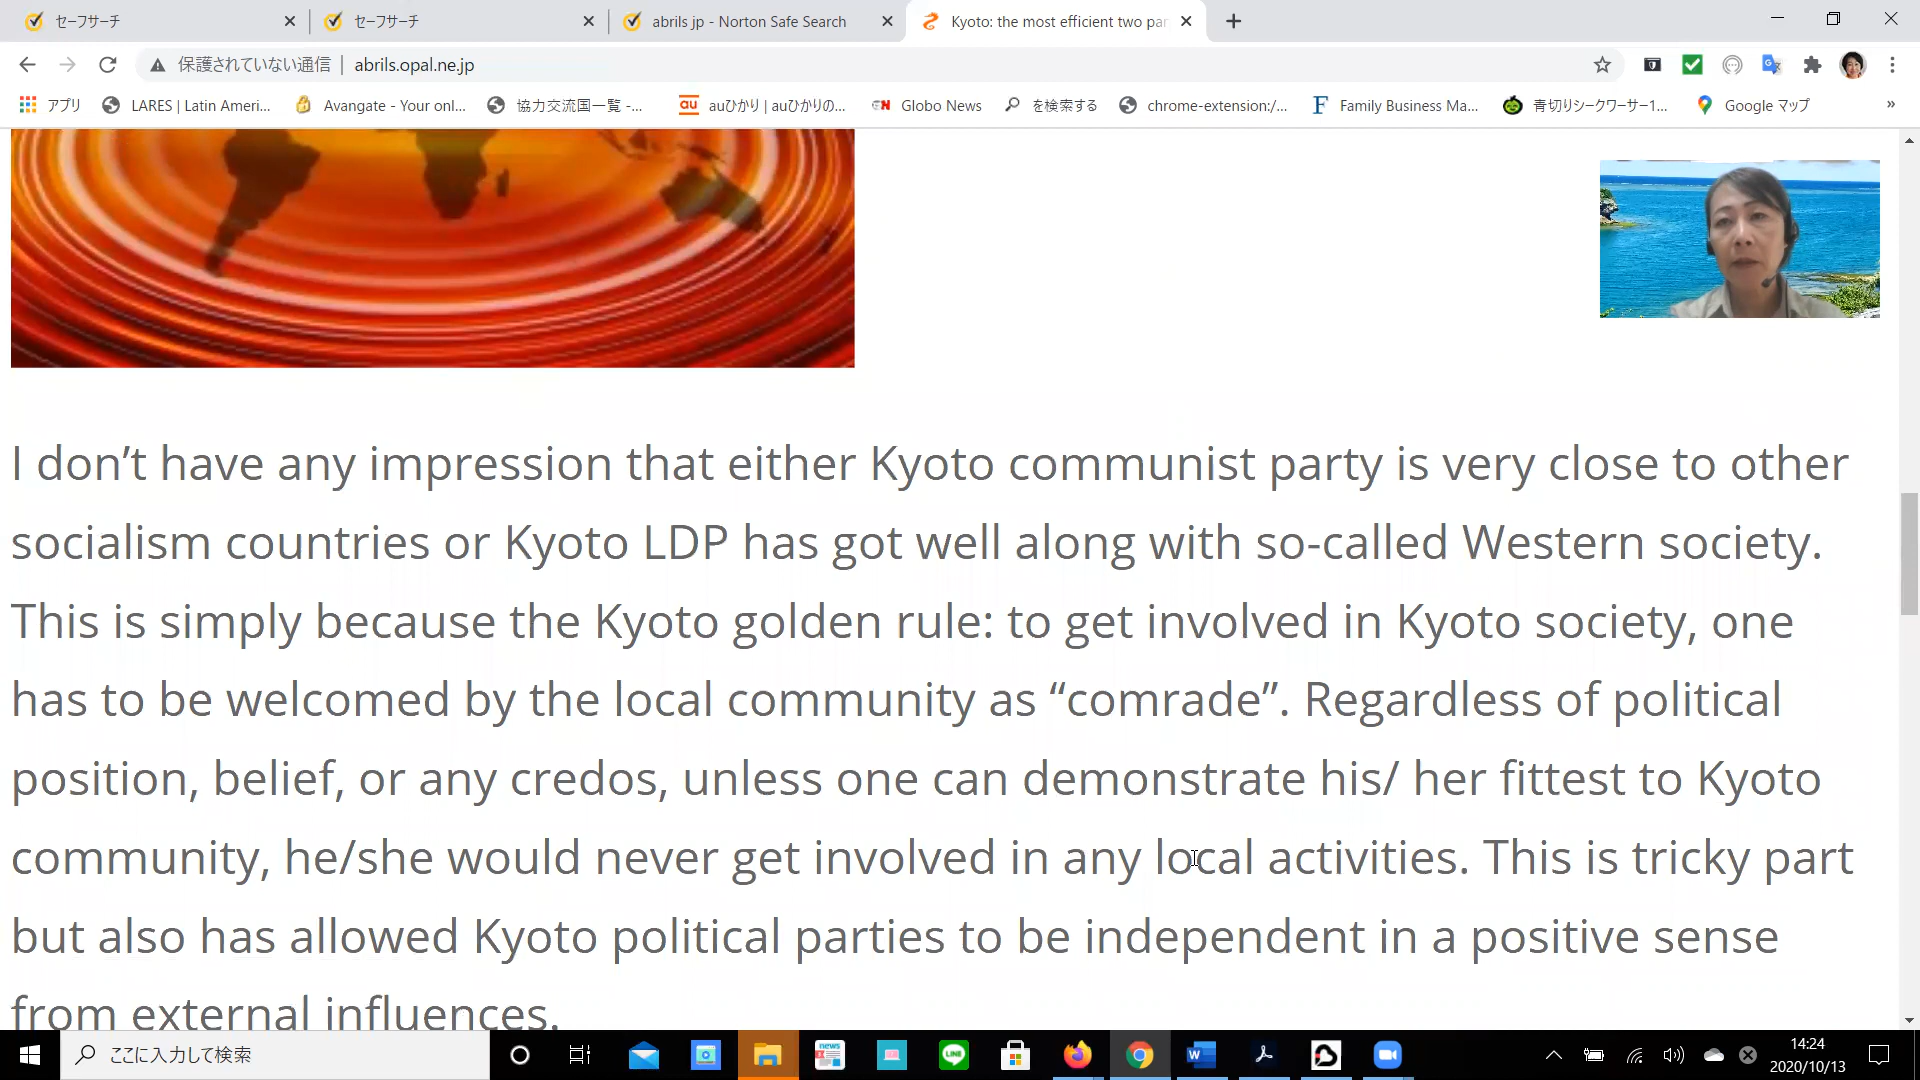 セーフサーチ
セーフサーチ
abrils jp - Norton Safe Search
Kyoto: the most efficient two par
保護されていない通信 | abrils.opal.ne.jp
アプリ
LARES | Latin Ameri...
Avangate - Your onl...
協力交流国一覧 -...
au
auひかり | auひかりの...
Globo News
を検索する
chrome-extension:/...
Family Business Ma...
青切りシークワーサー1...
Google マップ
»
I don’t have any impression that either Kyoto communist party is very close to other
socialism countries or Kyoto LDP has got well along with so-called Western society.
This is simply because the Kyoto golden rule: to get involved in Kyoto society, one
has to be welcomed by the local community as “comrade”. Regardless of political
position, belief, or any credos, unless one can demonstrate his/ her fittest to Kyoto
community, he/she would never get involved in any local activities. This is tricky part
but also has allowed Kyoto political parties to be independent in a positive sense
from external influences.
ここに入力して検索
news
LINE
W
14:24
2020/10/13